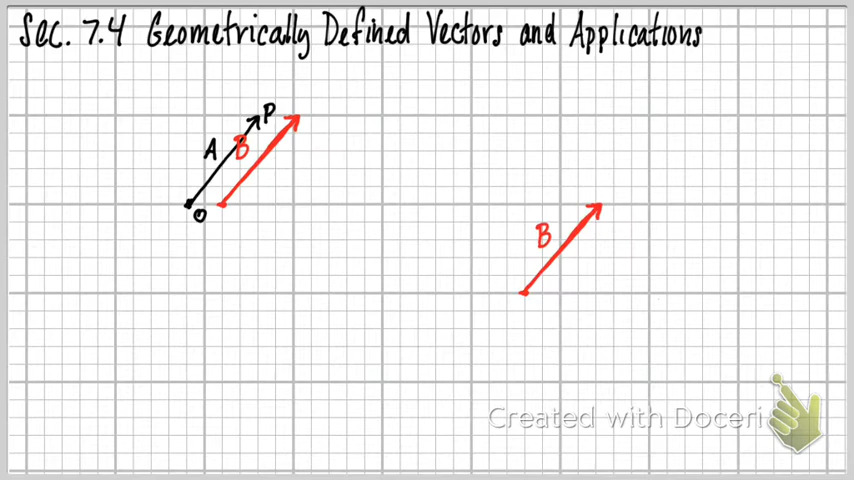 Sec. 7.4 Geometrically Defined Vectors and Applications
P
A
B
O
B
Created with Doceri